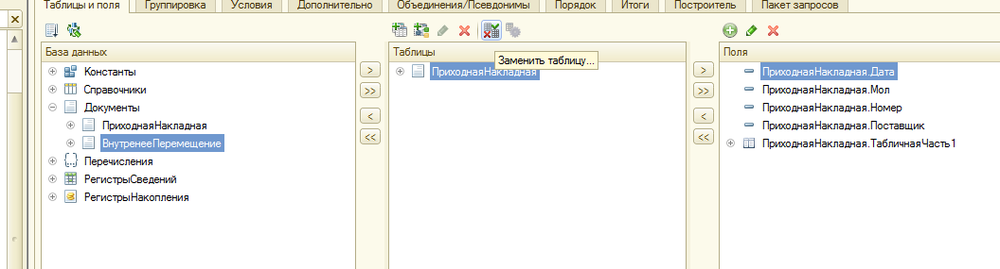 Таблицы и поля Группировка Условия Дополнительно Объединения/Псевдонимы Порядок Итоги Построитель Пакет запросов
База данных Таблицы Поля
Заменить таблицу...
Константы ПриходнаяНакладная ПриходнаяНакладная.Дата
> >
Справочники ПриходнаяНакладная.Мол
>> >>
Документы ПриходнаяНакладная.Номер
< <
ПриходнаяНакладная ПриходнаяНакладная.Поставщик
<< <<
ВнутренееПеремещение ПриходнаяНакладная.ТабличнаяЧасть1
Перечисления
РегистрыСведений
РегистрыНакопления